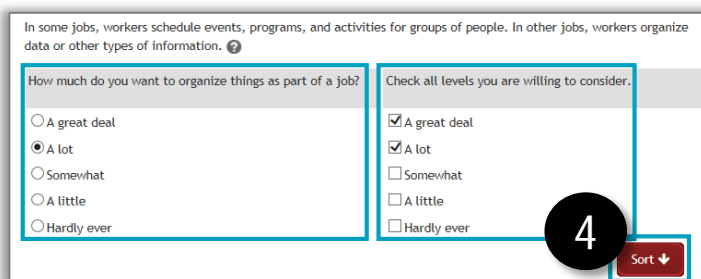 In some jobs, workers schedule events, programs, and activities for groups of people. In other jobs, workers organize
data or other types of information. ?
How much do you want to organize things as part of a job?
A great deal
A lot
Somewhat
A little
Hardly ever
Check all levels you are willing to consider.
A great deal
A lot
Somewhat
A little
Hardly ever
4
Sort